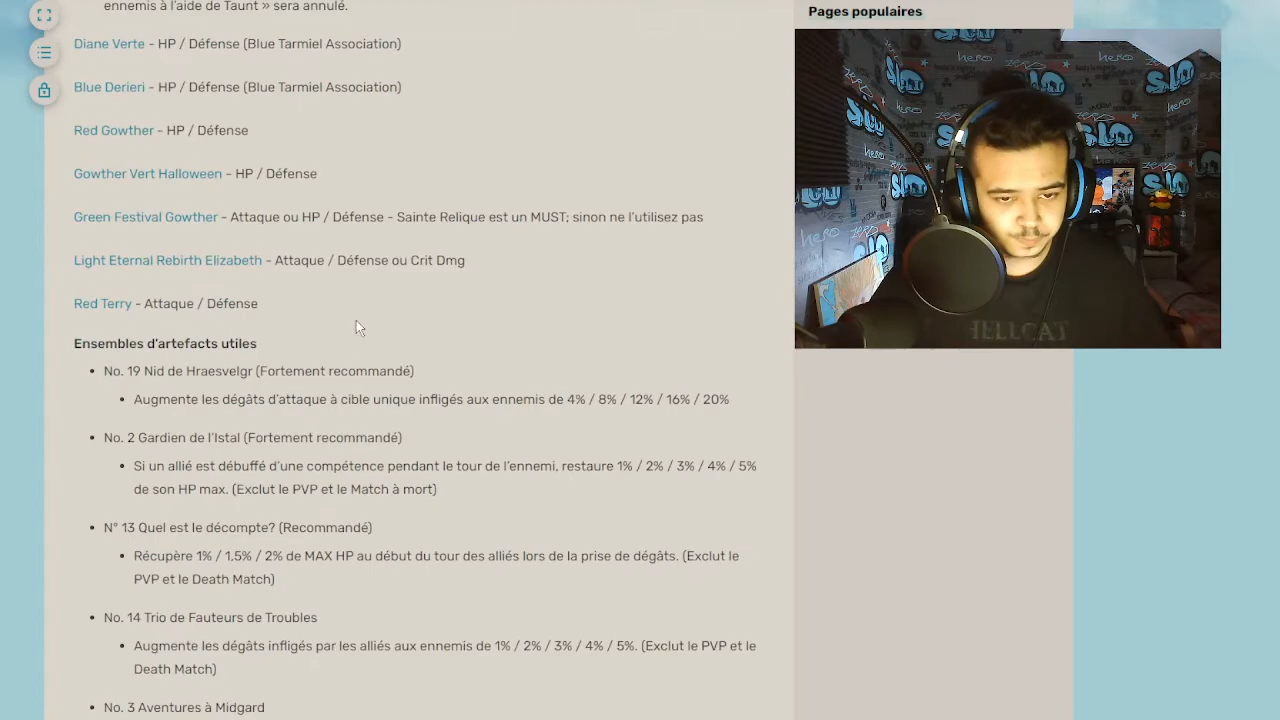 ennemis à l'aide de Taunt » sera annulé.
Pages populaires
Diane Verte - HP / Défense (Blue Tarmiel Association)
Blue Derieri - HP / Défense (Blue Tarmiel Association)
Red Gowther - HP / Défense
Gowther Vert Halloween - HP / Défense
Green Festival Gowther - Attaque ou HP / Défense - Sainte Relique est un MUST; sinon ne l'utilisez pas
Light Eternal Rebirth Elizabeth - Attaque / Défense ou Crit Dmg
Red Terry - Attaque / Défense
Ensembles d'artefacts utiles
No. 19 Nid de Hraesvelgr (Fortement recommandé)
Augmente les dégâts d'attaque à cible unique infligés aux ennemis de 4% / 8% / 12% / 16% / 20%
No. 2 Gardien de l'Istal (Fortement recommandé)
Si un allié est débuffé d'une compétence pendant le tour de l'ennemi, restaure 1% / 2% / 3% / 4% / 5%
de son HP max. (Exclut le PVP et le Match à mort)
N° 13 Quel est le décompte? (Recommandé)
Récupère 1% / 1,5% / 2% de MAX HP au début du tour des alliés lors de la prise de dégâts. (Exclut le
PVP et le Death Match)
No. 14 Trio de Fauteurs de Troubles
Augmente les dégâts infligés par les alliés aux ennemis de 1% / 2% / 3% / 4% / 5%. (Exclut le PVP et le
Death Match)
No. 3 Aventures à Midgard
HELLCAT